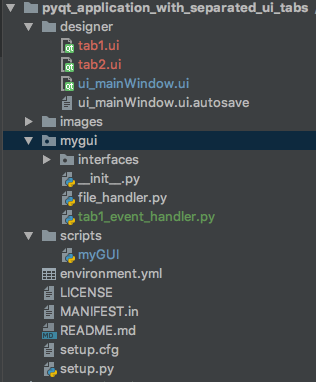 pyqt_application_with_separated_ui_tabs
designer
tab1.ui
tab2.ui
ui_mainWindow.ui
ui_mainWindow.ui.autosave
images
mygui
interfaces
__init__.py
file_handler.py
tab1_event_handler.py
scripts
myGUI
environment.yml
LICENSE
MANIFEST.in
README.md
setup.cfg
setup.py